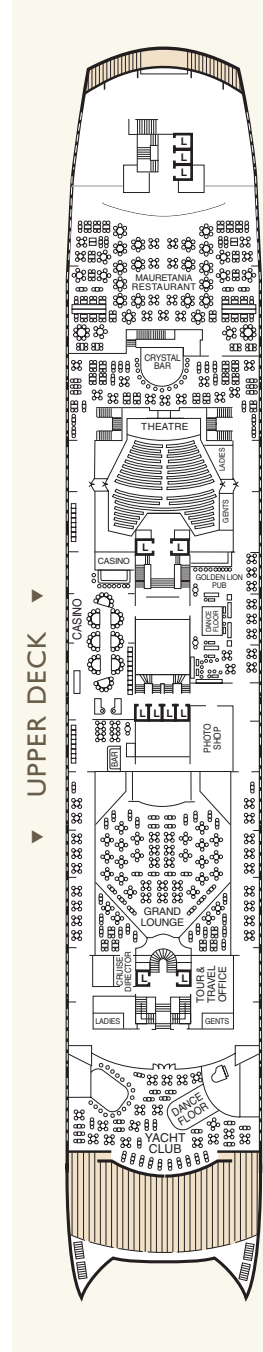 UPPER DECK
L
L
L
MAURETANIA
RESTAURANT
CRYSTAL
BAR
THEATRE
LADIES
GENTS
L
L
CASINO
GOLDEN LION
PUB
CASINO
DANCE
FLOOR
L
L
L
L
PHOTO
SHOP
BAR
GRAND
LOUNGE
CRUISE
DIRECTOR
L
L
TOUR &
TRAVEL
OFFICE
LADIES
GENTS
DANCE
FLOOR
YACHT
CLUB